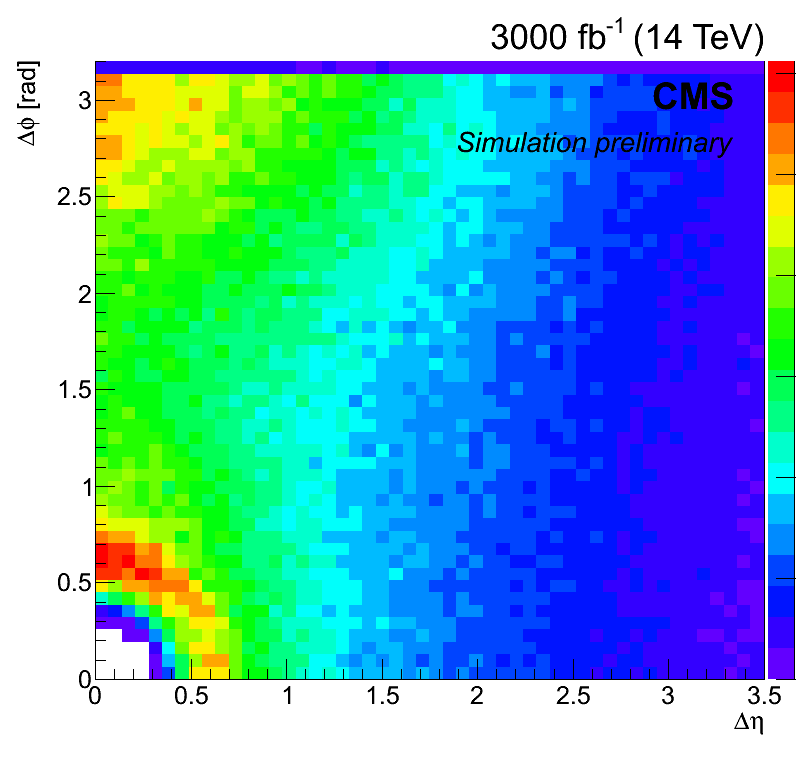 3000 fb⁻¹ (14 TeV)
Δϕ [rad]
CMS
Simulation preliminary
3
2.5
2
1.5
1
0.5
0
0 0.5 1 1.5 2 2.5 3 3.5
Δη